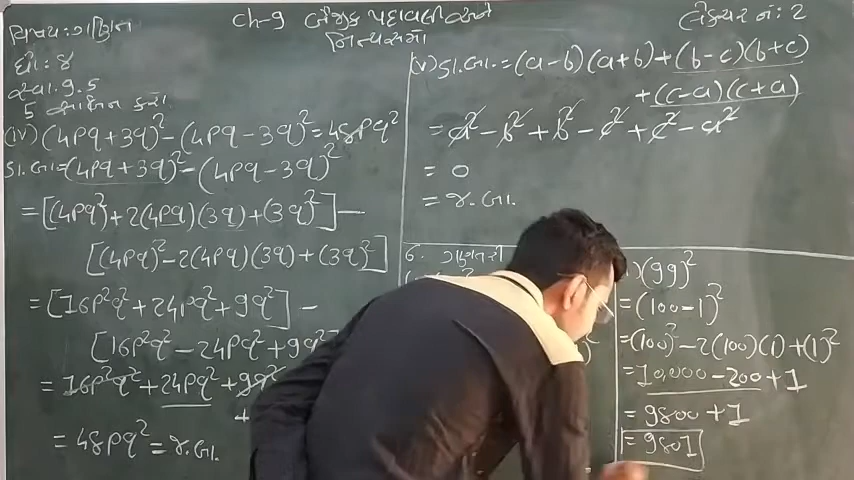 વિષય: ગણિત
ધો: ૪
સ્વા. 9.5
Ch-9 બૈજિક પદાવલીઓ અને
નિત્યસમો
લેક્ચર નં: 2
5 સાબિત કરો.
(iv) (4pq + 3q)² - (4pq - 3q)² = 48pq²
ડા.બા. = (4pq + 3q)² - (4pq - 3q)²
= [(4pq²) + 2(4pq)(3q) + (3q)²] -
[(4pq)² - 2(4pq)(3q) + (3q)²]
= [16p²q² + 24pq² + 9q²] -
[16p²q² - 24pq² + 9q²
= 16p²q² + 24pq² + 9q²
+
= 48pq² = જ.બા.
(v) ડા.બા. = (a-b)(a+b) + (b-c)(b+c)
+ (c-a)(c+a)
= a² - b² + b² - c² + c² - a²
= 0
= જ.બા.
6.
)(99)²
= (100-1)²
= (100)² - 2(100)(1) + (1)²
= 10,000 - 200 + 1
= 9800 + 1
= 9801